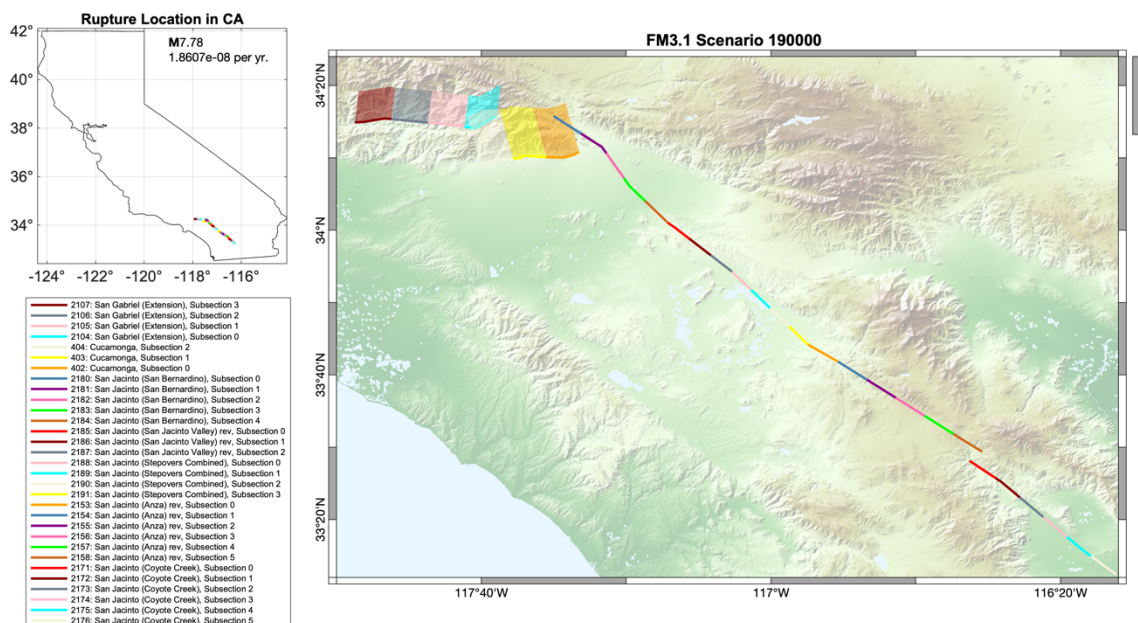 Rupture Location in CA
42°
40°
38°
36°
34°
M7.78
1.8607e-08 per yr.
-124° -122° -120° -118° -116°
2107: San Gabriel (Extension), Subsection 3
2106: San Gabriel (Extension), Subsection 2
2105: San Gabriel (Extension), Subsection 1
2104: San Gabriel (Extension), Subsection 0
404: Cucamonga, Subsection 2
403: Cucamonga, Subsection 1
402: Cucamonga, Subsection 0
2180: San Jacinto (San Bernardino), Subsection 0
2181: San Jacinto (San Bernardino), Subsection 1
2182: San Jacinto (San Bernardino), Subsection 2
2183: San Jacinto (San Bernardino), Subsection 3
2184: San Jacinto (San Bernardino), Subsection 4
2185: San Jacinto (San Jacinto Valley) rev, Subsection 0
2186: San Jacinto (San Jacinto Valley) rev, Subsection 1
2187: San Jacinto (San Jacinto Valley) rev, Subsection 2
2188: San Jacinto (Stepovers Combined), Subsection 0
2189: San Jacinto (Stepovers Combined), Subsection 1
2190: San Jacinto (Stepovers Combined), Subsection 2
2191: San Jacinto (Stepovers Combined), Subsection 3
2153: San Jacinto (Anza) rev, Subsection 0
2154: San Jacinto (Anza) rev, Subsection 1
2155: San Jacinto (Anza) rev, Subsection 2
2156: San Jacinto (Anza) rev, Subsection 3
2157: San Jacinto (Anza) rev, Subsection 4
2158: San Jacinto (Anza) rev, Subsection 5
2171: San Jacinto (Coyote Creek), Subsection 0
2172: San Jacinto (Coyote Creek), Subsection 1
2173: San Jacinto (Coyote Creek), Subsection 2
2174: San Jacinto (Coyote Creek), Subsection 3
2175: San Jacinto (Coyote Creek), Subsection 4
2176: San Jacinto (Coyote Creek), Subsection 5
FM3.1 Scenario 190000
34°20'N
34°N
33°40'N
33°20'N
117°40'W 117°W 116°20'W